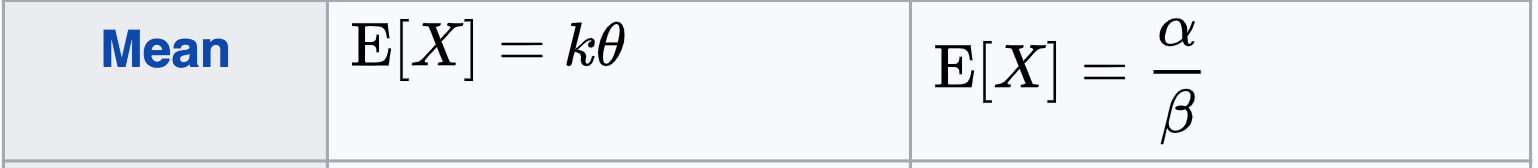 Mean
E[X] = kθ
E[X] = α/β